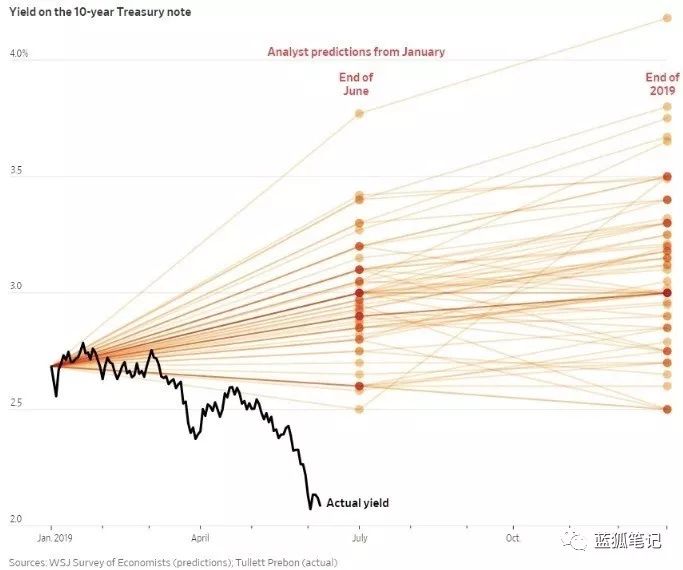 Yield on the 10-year Treasury note
Analyst predictions from January
4.0%
End of
June
End of
2019
3.5
3.0
2.5
Actual yield
2.0
Jan. 2019
April
July
Oct.
蓝狐笔记
Sources: WSJ Survey of Economists (predictions); Tullett Prebon (actual)